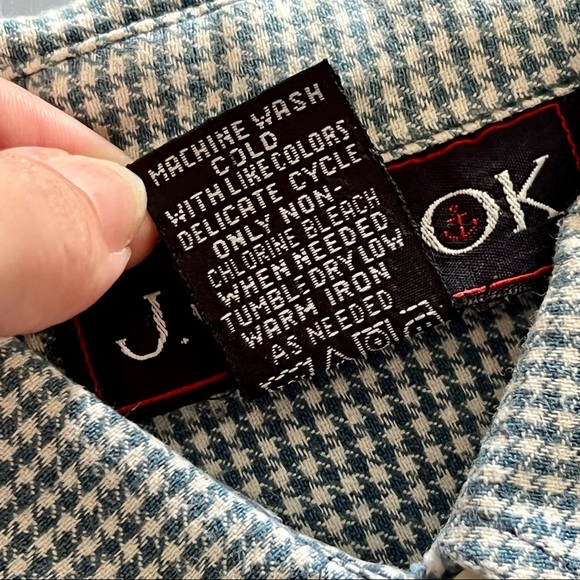 MACHINE WASH
COLD
WITH LIKE COLORS
DELICATE CYCLE
ONLY NON-
CHLORINE BLEACH
WHEN NEEDED
TUMBLE DRY LOW
WARM IRON
AS NEEDED
J.
OK